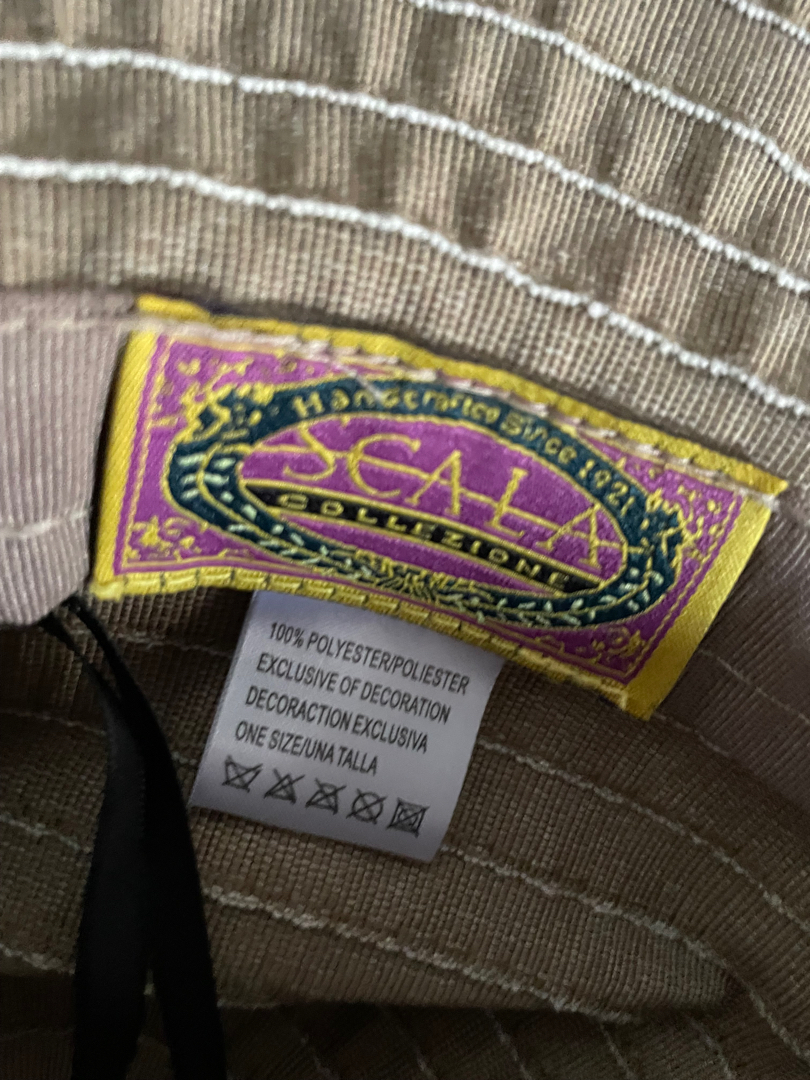 Handcrafted Since 1921
SCALA
COLLEZIONE
100% POLYESTER/POLIESTER
EXCLUSIVE OF DECORATION
DECORACTION EXCLUSIVA
ONE SIZE/UNA TALLA